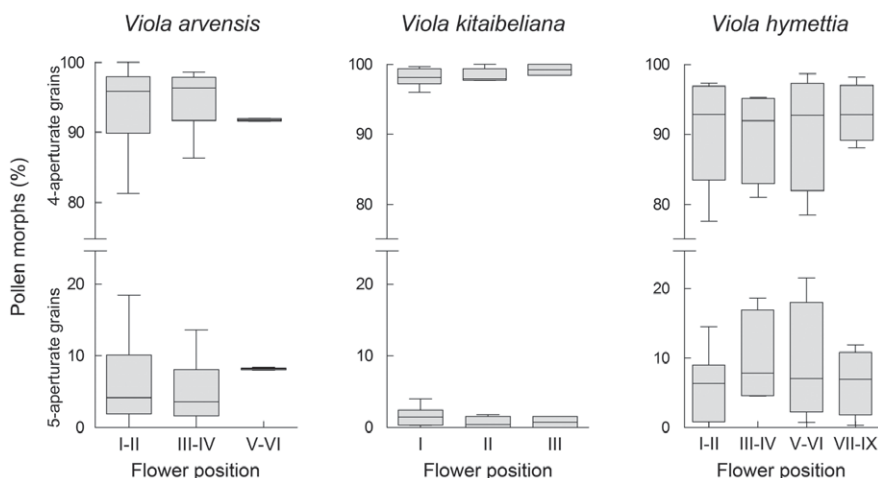 Viola arvensis
Viola kitaibeliana
Viola hymettia
Pollen morphs (%)
4-aperturate grains
5-aperturate grains
100
90
80
20
10
0
I-II III-IV V-VI
Flower position
100
90
80
20
10
0
I II III
Flower position
100
90
80
20
10
0
I-II III-IV V-VI VII-IX
Flower position